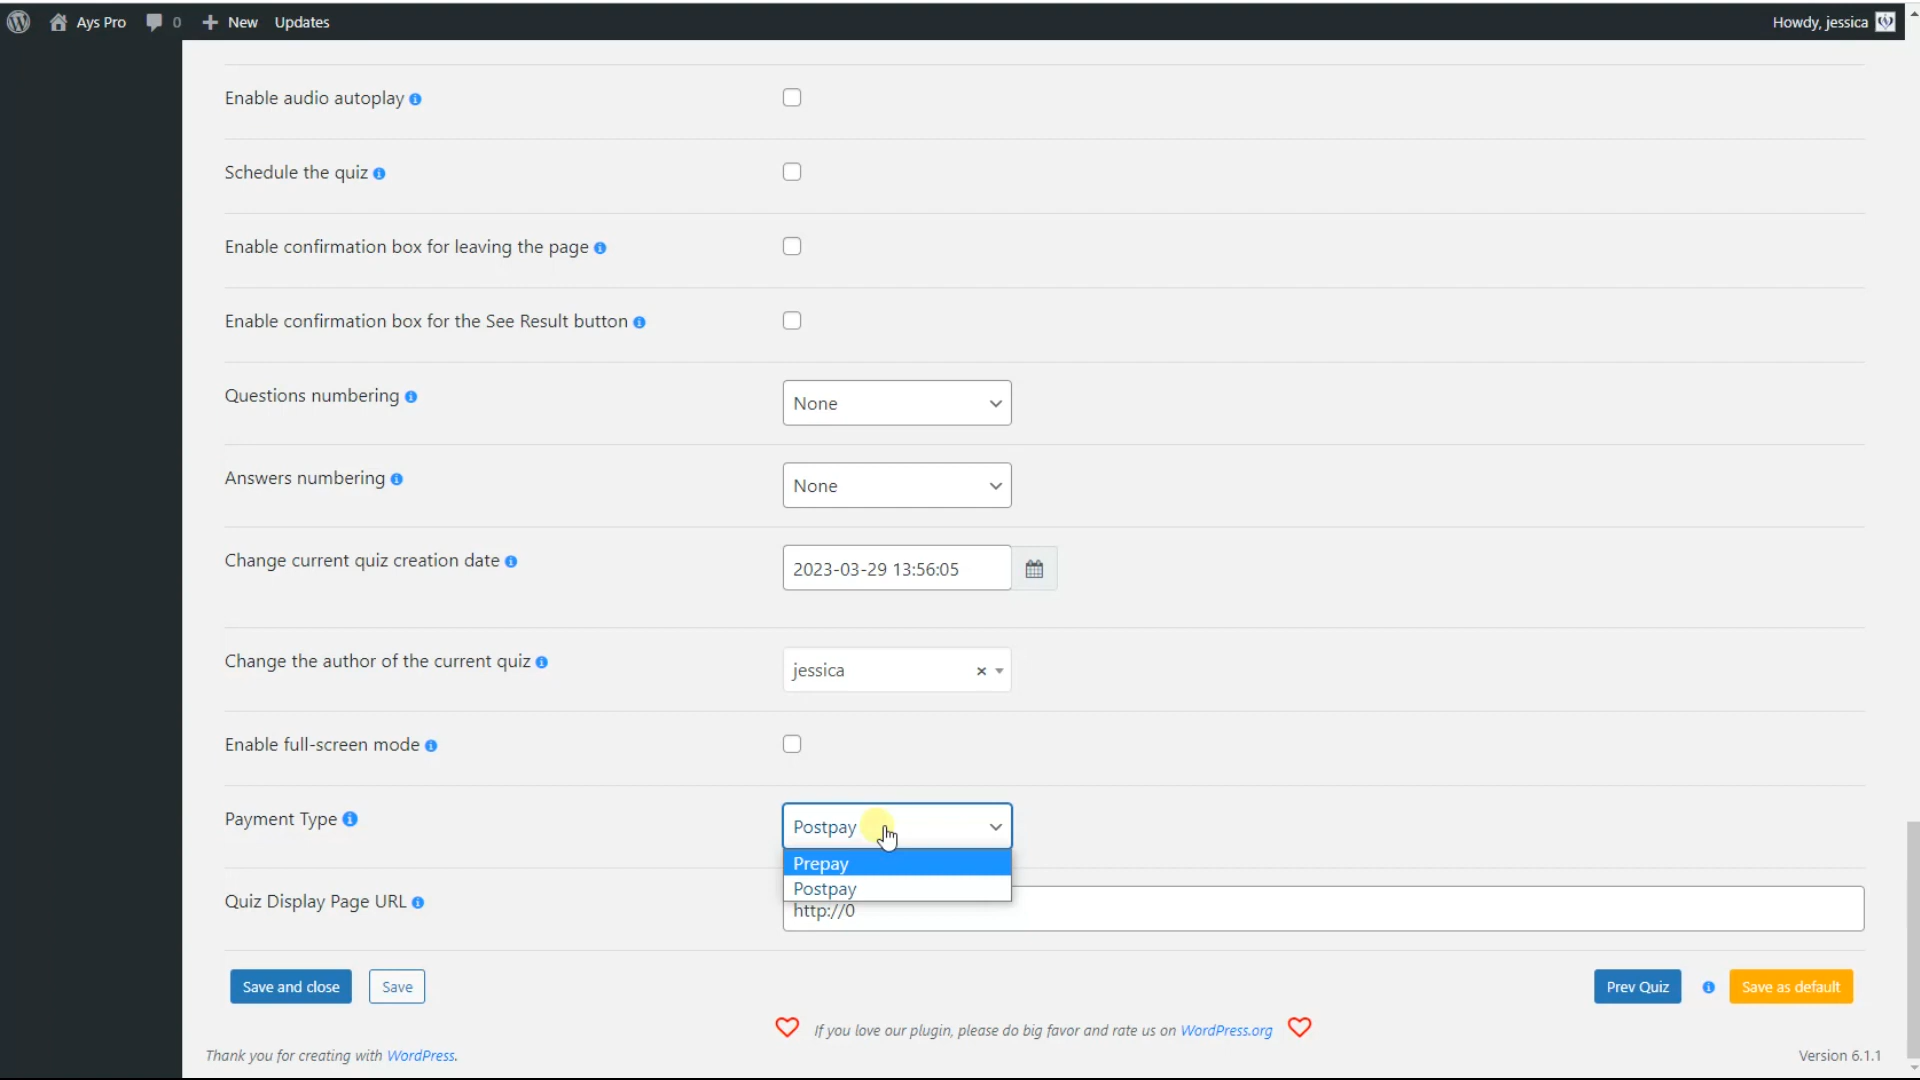 Ays Pro 0 New Updates Howdy, jessica
Enable audio autoplay
Schedule the quiz
Enable confirmation box for leaving the page
Enable confirmation box for the See Result button
Questions numbering None
Answers numbering None
Change current quiz creation date 2023-03-29 13:56:05
Change the author of the current quiz jessica
Enable full-screen mode
Payment Type Postpay
Prepay
Postpay
Quiz Display Page URL http://0
Save and close Save Prev Quiz Save as default
If you love our plugin, please do big favor and rate us on WordPress.org
Thank you for creating with WordPress. Version 6.1.1